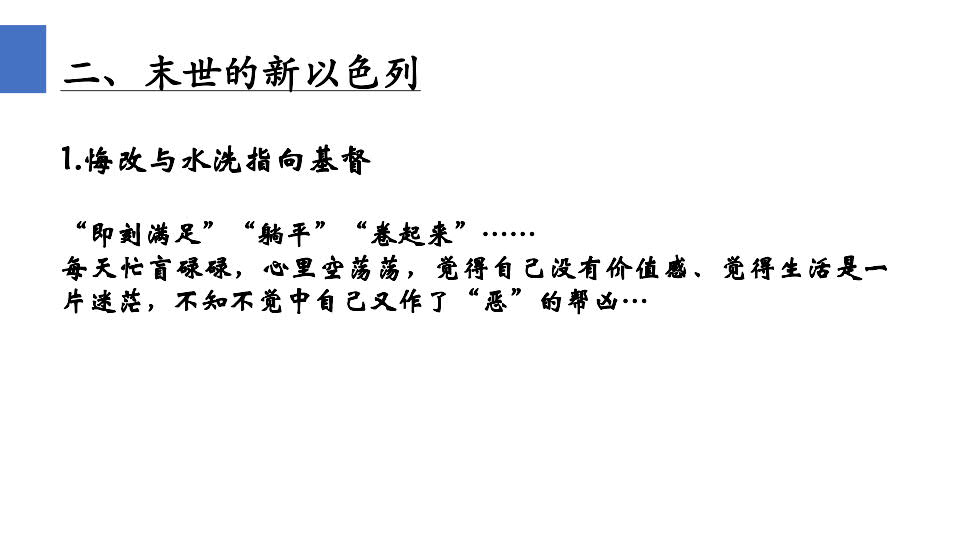 二、末世的新以色列
1.悔改与水洗指向基督
“即刻满足”“躺平”“卷起来”……
每天忙盲碌碌，心里空荡荡，觉得自己没有价值感、觉得生活是一
片迷茫，不知不觉中自己又作了“恶”的帮凶…